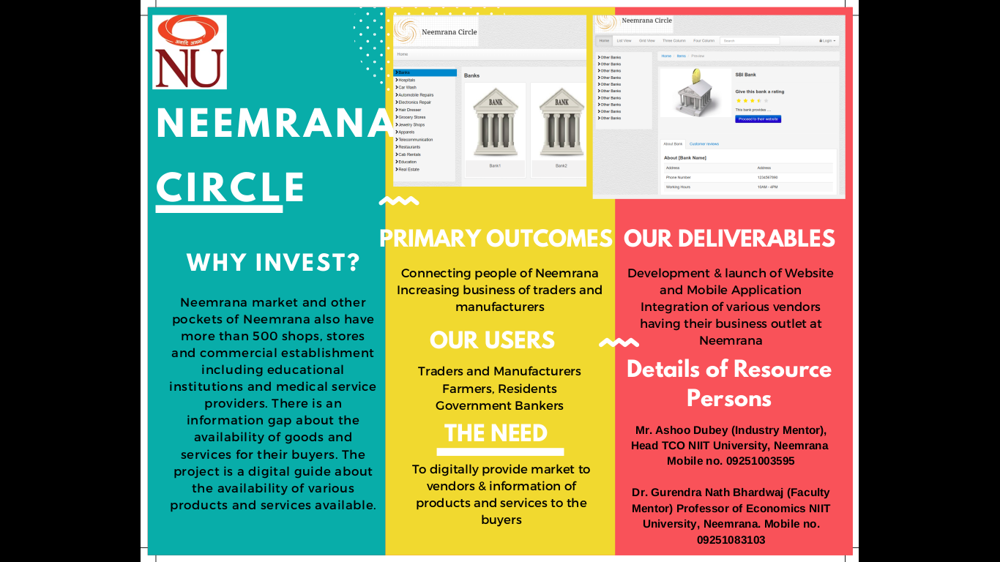 अनादि अनन्त
NU
NEEMRANA
CIRCLE
WHY INVEST?
Neemrana market and other
pockets of Neemrana also have
more than 500 shops, stores
and commercial establishment
including educational
institutions and medical service
providers. There is an
information gap about the
availability of goods and
services for their buyers. The
project is a digital guide about
the availability of various
products and services available.
Neemrana Circle
Home
Banks
Hospitals
Car Wash
Automobile Repairs
Electronics Repair
Hair Dresser
Grocery Stores
Jewelry Shops
Apparels
Telecommunication
Restaurants
Cab Rentals
Education
Real Estate
Banks
BANK
BANK
Bank1
Bank2
PRIMARY OUTCOMES
Connecting people of Neemrana
Increasing business of traders and
manufacturers
OUR USERS
Traders and Manufacturers
Farmers, Residents
Government Bankers
THE NEED
To digitally provide market to
vendors & information of
products and services to the
buyers
Neemrana Circle
Home List View Grid View Three Column Four Column Search Login
Other Banks
Other Banks
Other Banks
Other Banks
Other Banks
Other Banks
Other Banks
Other Banks
Other Banks
Other Banks
Home / Items / Preview
SBI Bank
Give this bank a rating
This bank provides ....
Proceed to their website
About Bank Customer reviews
About [Bank Name]
Address Address
Phone Number 1234567890
Working Hours 10AM - 4PM
OUR DELIVERABLES
Development & launch of Website
and Mobile Application
Integration of various vendors
having their business outlet at
Neemrana
Details of Resource
Persons
Mr. Ashoo Dubey (Industry Mentor),
Head TCO NIIT University, Neemrana
Mobile no. 09251003595
Dr. Gurendra Nath Bhardwaj (Faculty
Mentor) Professor of Economics NIIT
University, Neemrana. Mobile no.
09251083103